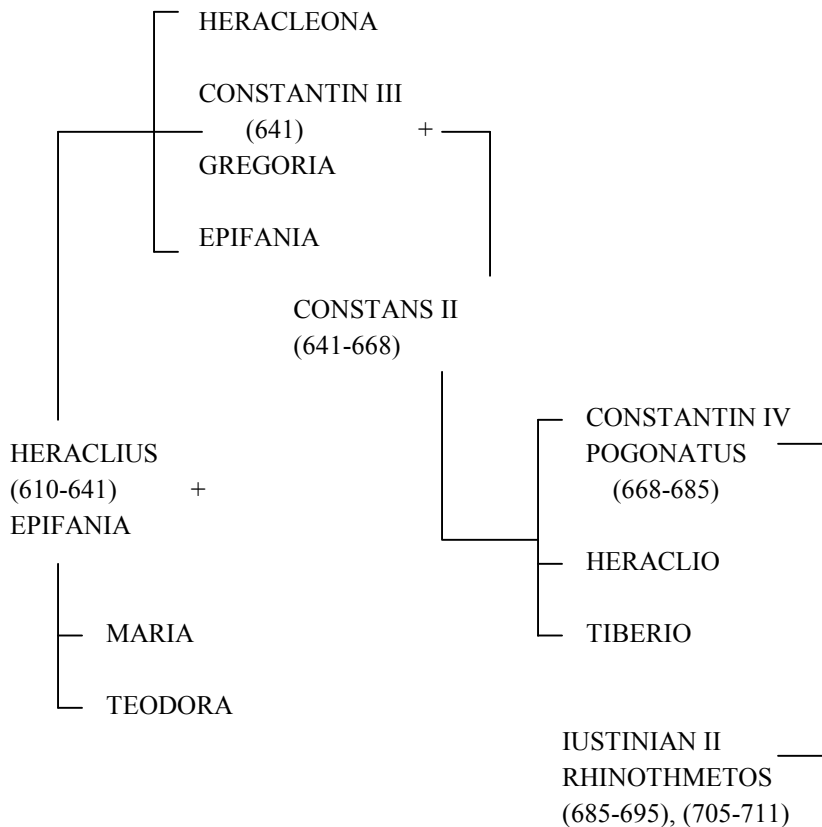 HERACLEONA
CONSTANTIN III
(641) +
GREGORIA
EPIFANIA
CONSTANS II
(641-668)
CONSTANTIN IV
POGONATUS
(668-685)
HERACLIUS
(610-641) +
EPIFANIA
HERACLIO
MARIA
TIBERIO
TEODORA
IUSTINIAN II
RHINOTHMETOS
(685-695), (705-711)